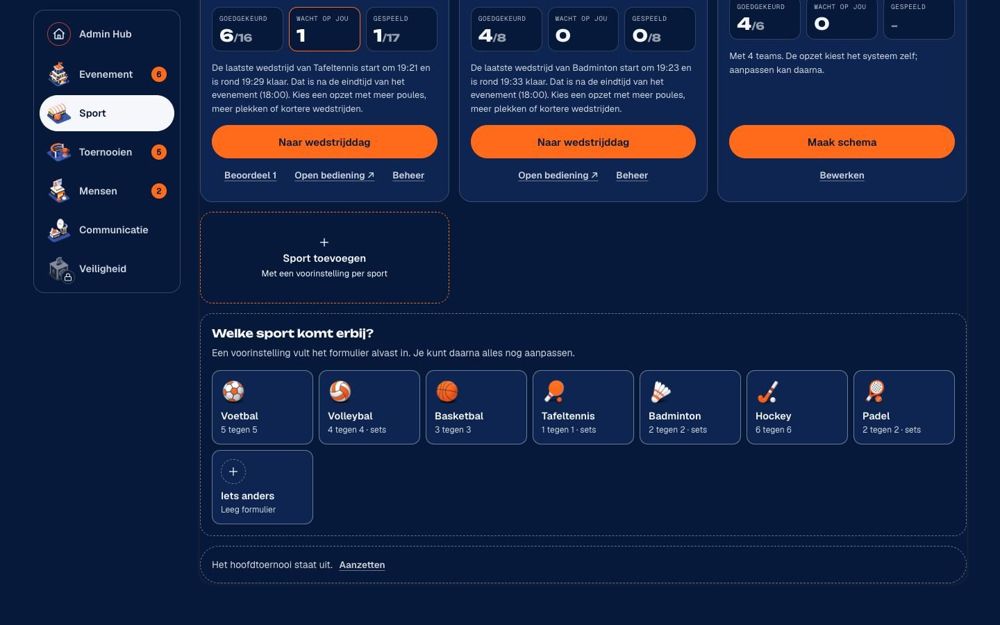 Admin Hub
Evenement 6
Sport
Toernooien 5
Mensen 2
Communicatie
Veiligheid
GOEDGEKEURD
6/16
WACHT OP JOU
1
GESPEELD
1/17
De laatste wedstrijd van Tafeltennis start om 19:21 en
is rond 19:29 klaar. Dat is na de eindtijd van het
evenement (18:00). Kies een opzet met meer poules,
meer plekken of kortere wedstrijden.
Naar wedstrijddag
Beoordeel 1 Open bediening ↗ Beheer
GOEDGEKEURD
4/8
WACHT OP JOU
0
GESPEELD
0/8
De laatste wedstrijd van Badminton start om 19:23 en
is rond 19:33 klaar. Dat is na de eindtijd van het
evenement (18:00). Kies een opzet met meer poules,
meer plekken of kortere wedstrijden.
Naar wedstrijddag
Open bediening ↗ Beheer
GOEDGEKEURD
4/6
WACHT OP JOU
0
GESPEELD
–
Met 4 teams. De opzet kiest het systeem zelf;
aanpassen kan daarna.
Maak schema
Bewerken
+
Sport toevoegen
Met een voorinstelling per sport
Welke sport komt erbij?
Een voorinstelling vult het formulier alvast in. Je kunt daarna alles nog aanpassen.
Voetbal
5 tegen 5
Volleybal
4 tegen 4 · sets
Basketbal
3 tegen 3
Tafeltennis
1 tegen 1 · sets
Badminton
2 tegen 2 · sets
Hockey
6 tegen 6
Padel
2 tegen 2 · sets
+
Iets anders
Leeg formulier
Het hoofdtoernooi staat uit. Aanzetten